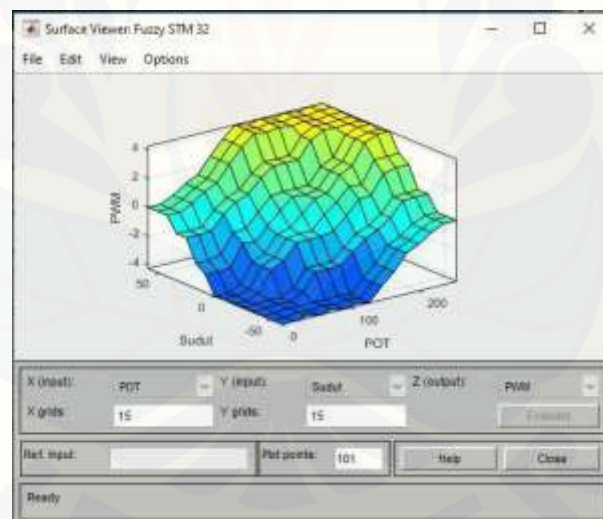 Surface Viewer: Fuzzy STM 32
File Edit View Options
4
2
0
-2
-4
PWM
50
0
-50
Sudut
0
100
200
POT
X (input): POT Y (input): Sudut Z (output): PWM
X grids: 15 Y grids: 15 Evaluate
Ref. Input: Plot points: 101 Help Close
Ready